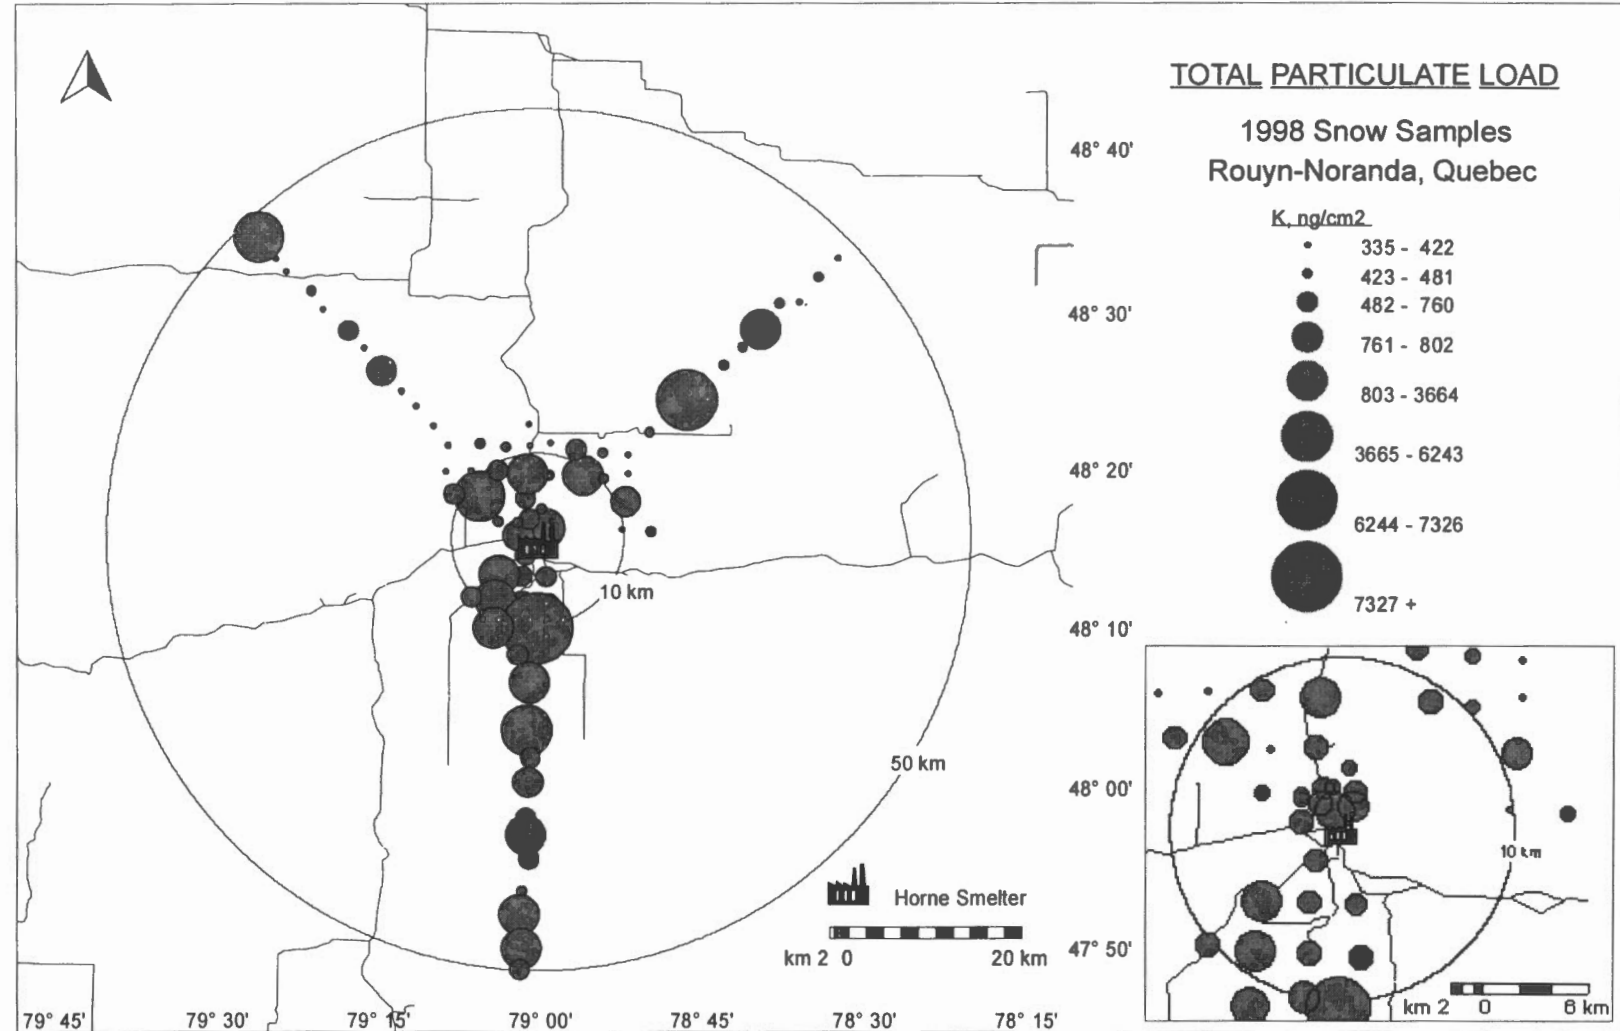 TOTAL PARTICULATE LOAD
1998 Snow Samples
Rouyn-Noranda, Quebec
K, ng/cm2
335 - 422
423 - 481
482 - 760
761 - 802
803 - 3664
3665 - 6243
6244 - 7326
7327 +
48° 40'
48° 30'
48° 20'
48° 10'
48° 00'
47° 50'
10 km
50 km
Horne Smelter
km 2 0 20 km
79° 45' 79° 30' 79° 15' 79° 00' 78° 45' 78° 30' 78° 15'
10 km
km 2 0 6 km